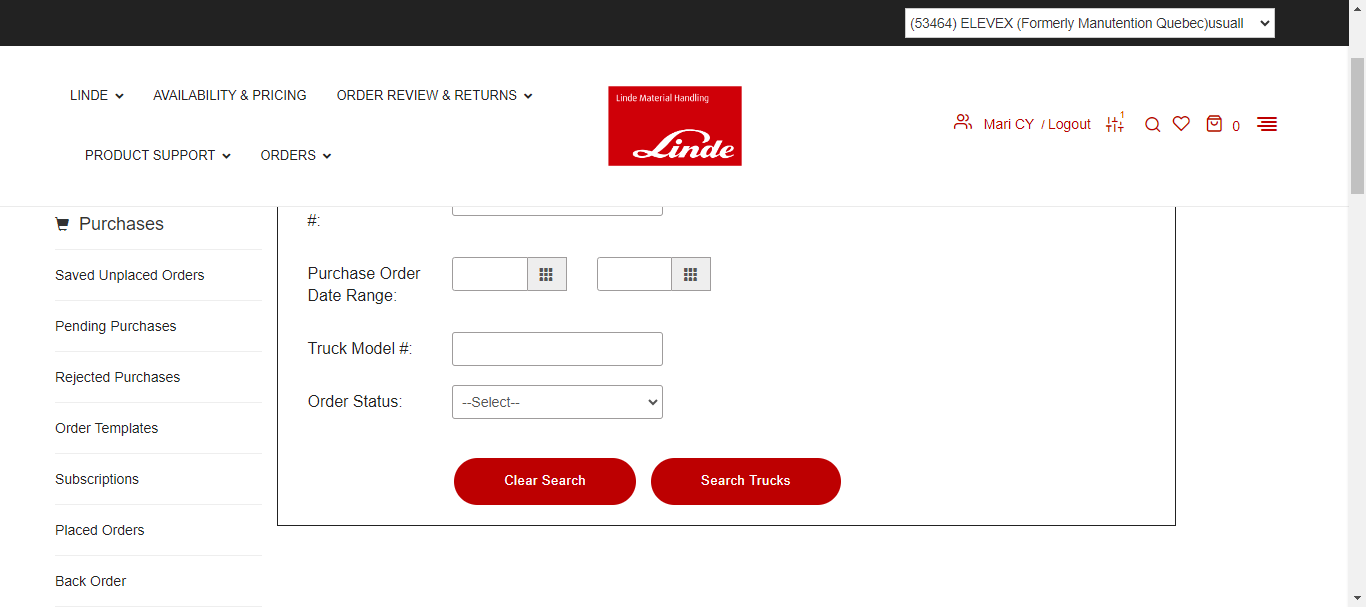 (53464) ELEVEX (Formerly Manutention Quebec)usuall
LINDE
AVAILABILITY & PRICING
ORDER REVIEW & RETURNS
PRODUCT SUPPORT
ORDERS
Linde Material Handling
Linde
Mari CY / Logout
1
0
Purchases
Saved Unplaced Orders
Pending Purchases
Rejected Purchases
Order Templates
Subscriptions
Placed Orders
Back Order
#:
Purchase Order
Date Range:
Truck Model #:
Order Status:
--Select--
Clear Search
Search Trucks